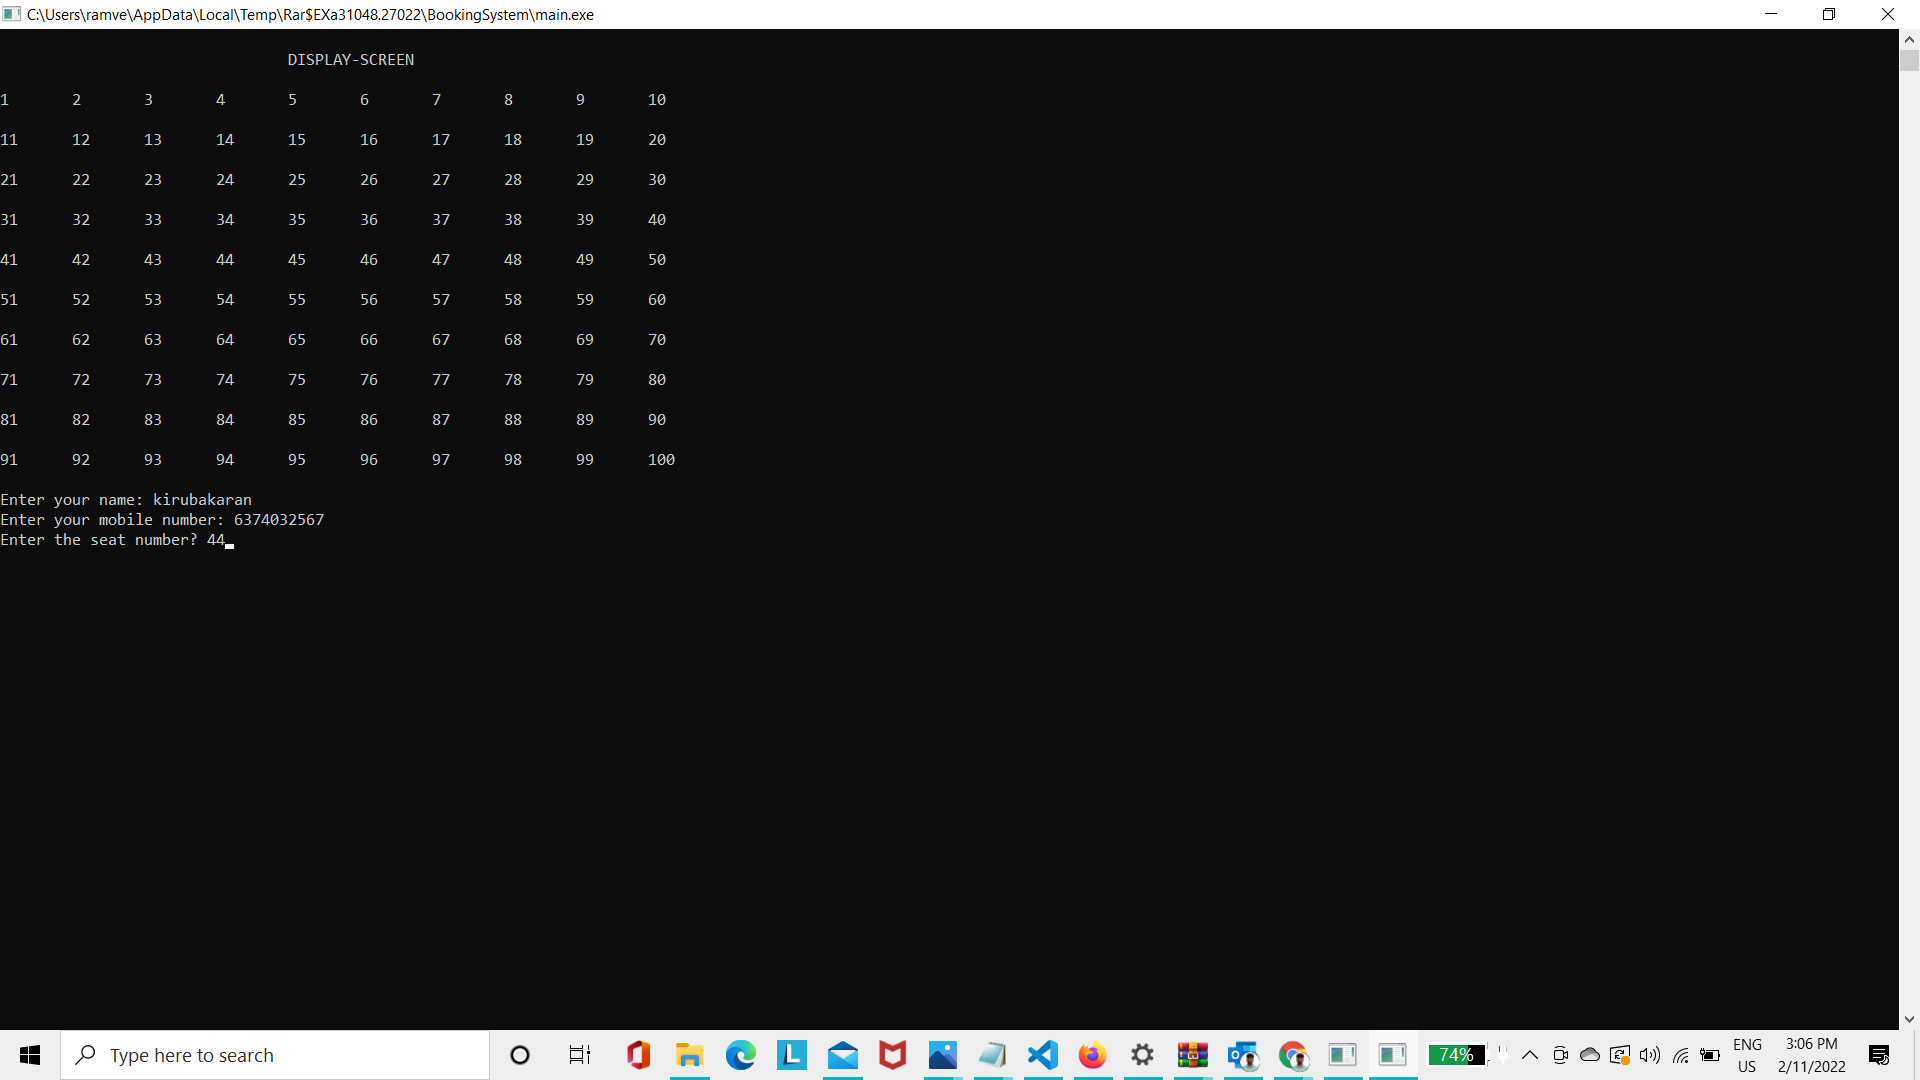 C:\Users\ramve\AppData\Local\Temp\Rar$EXa31048.27022\BookingSystem\main.exe
DISPLAY-SCREEN
1 2 3 4 5 6 7 8 9 10
11 12 13 14 15 16 17 18 19 20
21 22 23 24 25 26 27 28 29 30
31 32 33 34 35 36 37 38 39 40
41 42 43 44 45 46 47 48 49 50
51 52 53 54 55 56 57 58 59 60
61 62 63 64 65 66 67 68 69 70
71 72 73 74 75 76 77 78 79 80
81 82 83 84 85 86 87 88 89 90
91 92 93 94 95 96 97 98 99 100
Enter your name: kirubakaran
Enter your mobile number: 6374032567
Enter the seat number? 44
Type here to search
L
74%
ENG
US
3:06 PM
2/11/2022